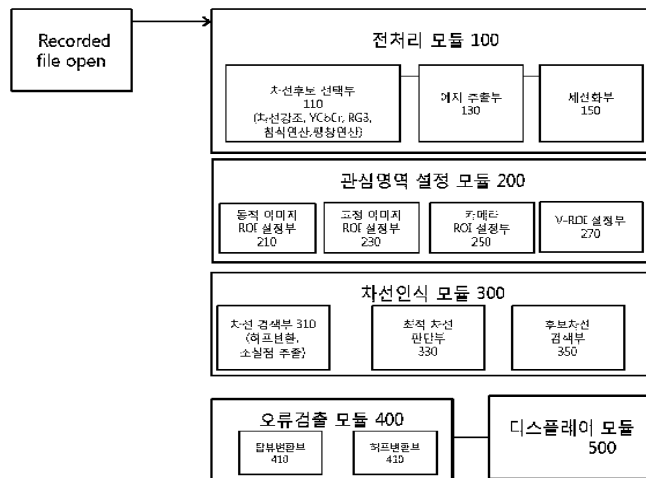 Recorded
file open
전처리 모듈 100
차선후보 선택부
110
(차선강조, YCbCr, RGB,
침식연산,팽창연산)
에지 추출부
130
세선화부
150
관심영역 설정 모듈 200
동적 이미지
ROI 설정부
210
고정 이미지
ROI 설정부
230
카메라
ROI 설정부
250
V-ROI 설정부
270
차선인식 모듈 300
차선 검색부 310
(허프변환,
소실점 추출)
최적 차선
판단부
330
후보차선
검색부
350
오류검출 모듈 400
탑뷰변환부
410
허프변환부
410
디스플레이 모듈
500